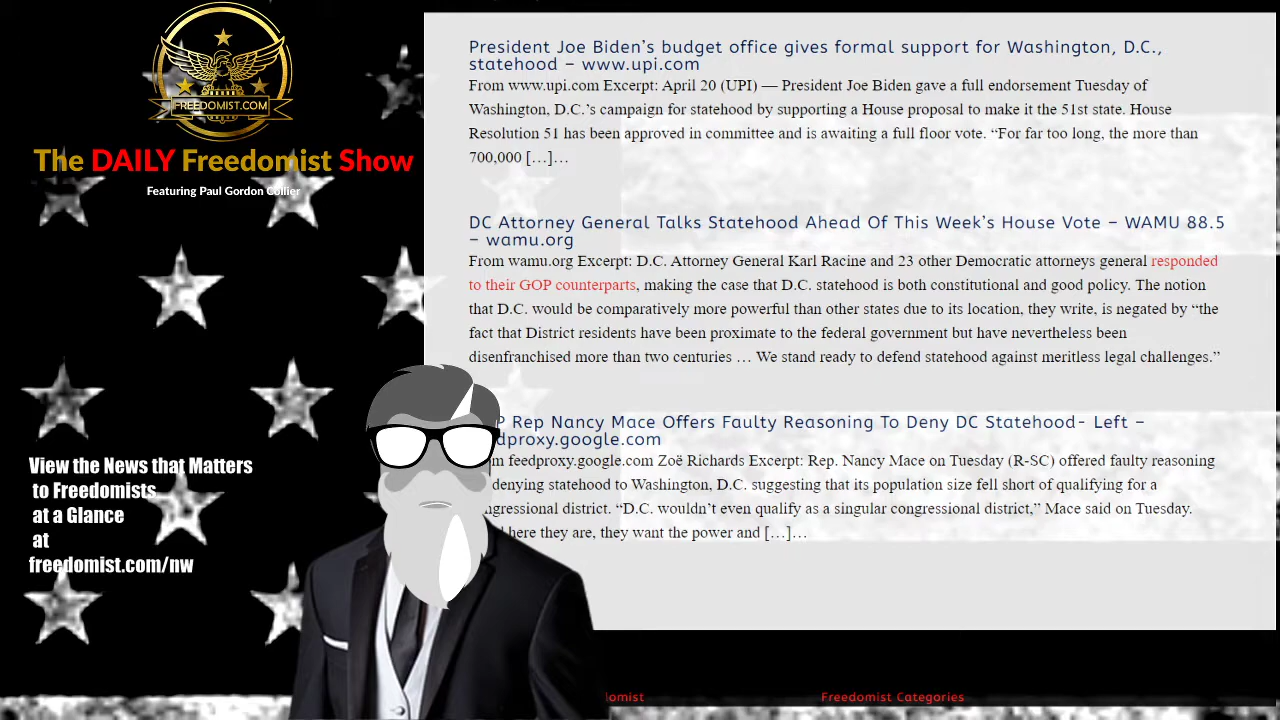 FREEDOMIST.COM
The DAILY Freedomist Show
Featuring Paul Gordon Collier
View the News that Matters
to Freedomists
at a Glance
at
freedomist.com/nw
President Joe Biden’s budget office gives formal support for Washington, D.C.,
statehood – www.upi.com
From www.upi.com Excerpt: April 20 (UPI) — President Joe Biden gave a full endorsement Tuesday of
Washington, D.C.’s campaign for statehood by supporting a House proposal to make it the 51st state. House
Resolution 51 has been approved in committee and is awaiting a full floor vote. “For far too long, the more than
700,000 […]…
DC Attorney General Talks Statehood Ahead Of This Week’s House Vote – WAMU 88.5
– wamu.org
From wamu.org Excerpt: D.C. Attorney General Karl Racine and 23 other Democratic attorneys general responded
to their GOP counterparts, making the case that D.C. statehood is both constitutional and good policy. The notion
that D.C. would be comparatively more powerful than other states due to its location, they write, is negated by “the
fact that District residents have been proximate to the federal government but have nevertheless been
disenfranchised more than two centuries … We stand ready to defend statehood against meritless legal challenges.”
Rep Nancy Mace Offers Faulty Reasoning To Deny DC Statehood- Left –
dproxy.google.com
feedproxy.google.com Zoë Richards Excerpt: Rep. Nancy Mace on Tuesday (R-SC) offered faulty reasoning
denying statehood to Washington, D.C. suggesting that its population size fell short of qualifying for a
ngressional district. “D.C. wouldn’t even qualify as a singular congressional district,” Mace said on Tuesday.
here they are, they want the power and […]…
domist
Freedomist Categories